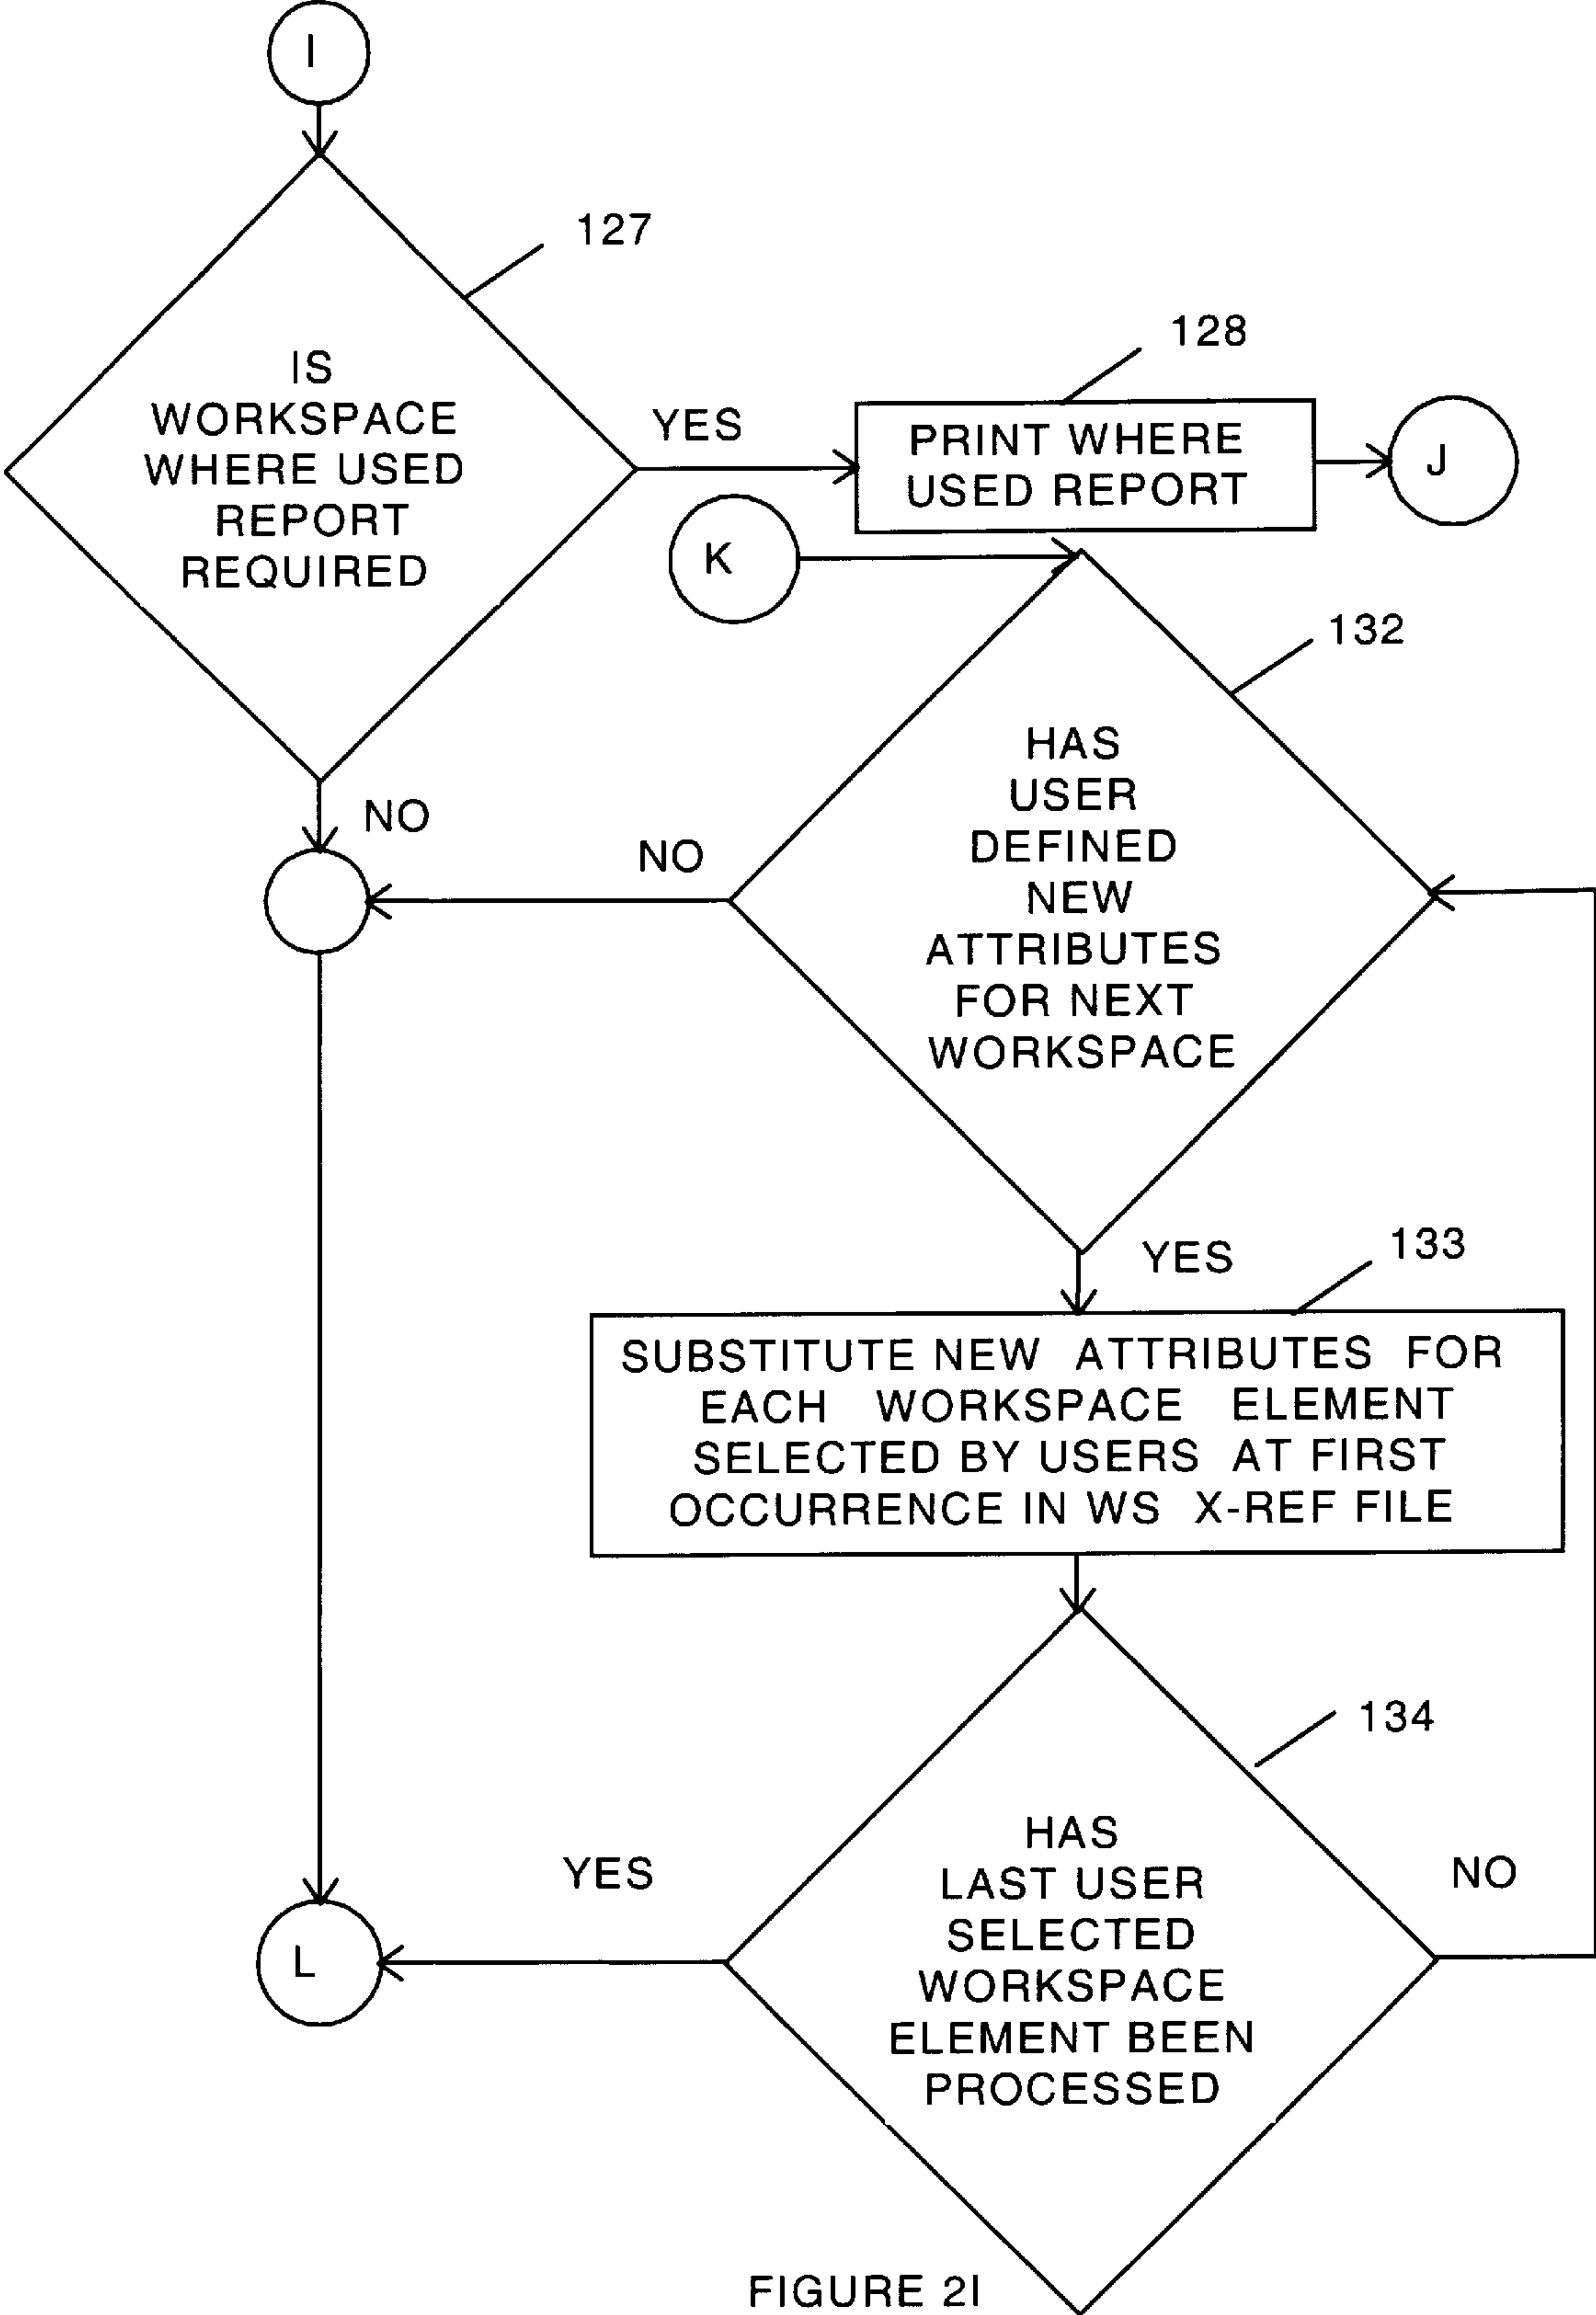 I
127
IS
WORKSPACE
WHERE USED
REPORT
REQUIRED
YES
128
PRINT WHERE
USED REPORT
J
K
NO
132
HAS
USER
DEFINED
NEW
ATTRIBUTES
FOR NEXT
WORKSPACE
NO
YES
133
SUBSTITUTE NEW ATTRIBUTES FOR
EACH WORKSPACE ELEMENT
SELECTED BY USERS AT FIRST
OCCURRENCE IN WS X-REF FILE
134
HAS
LAST USER
SELECTED
WORKSPACE
ELEMENT BEEN
PROCESSED
YES
NO
L
FIGURE 2I